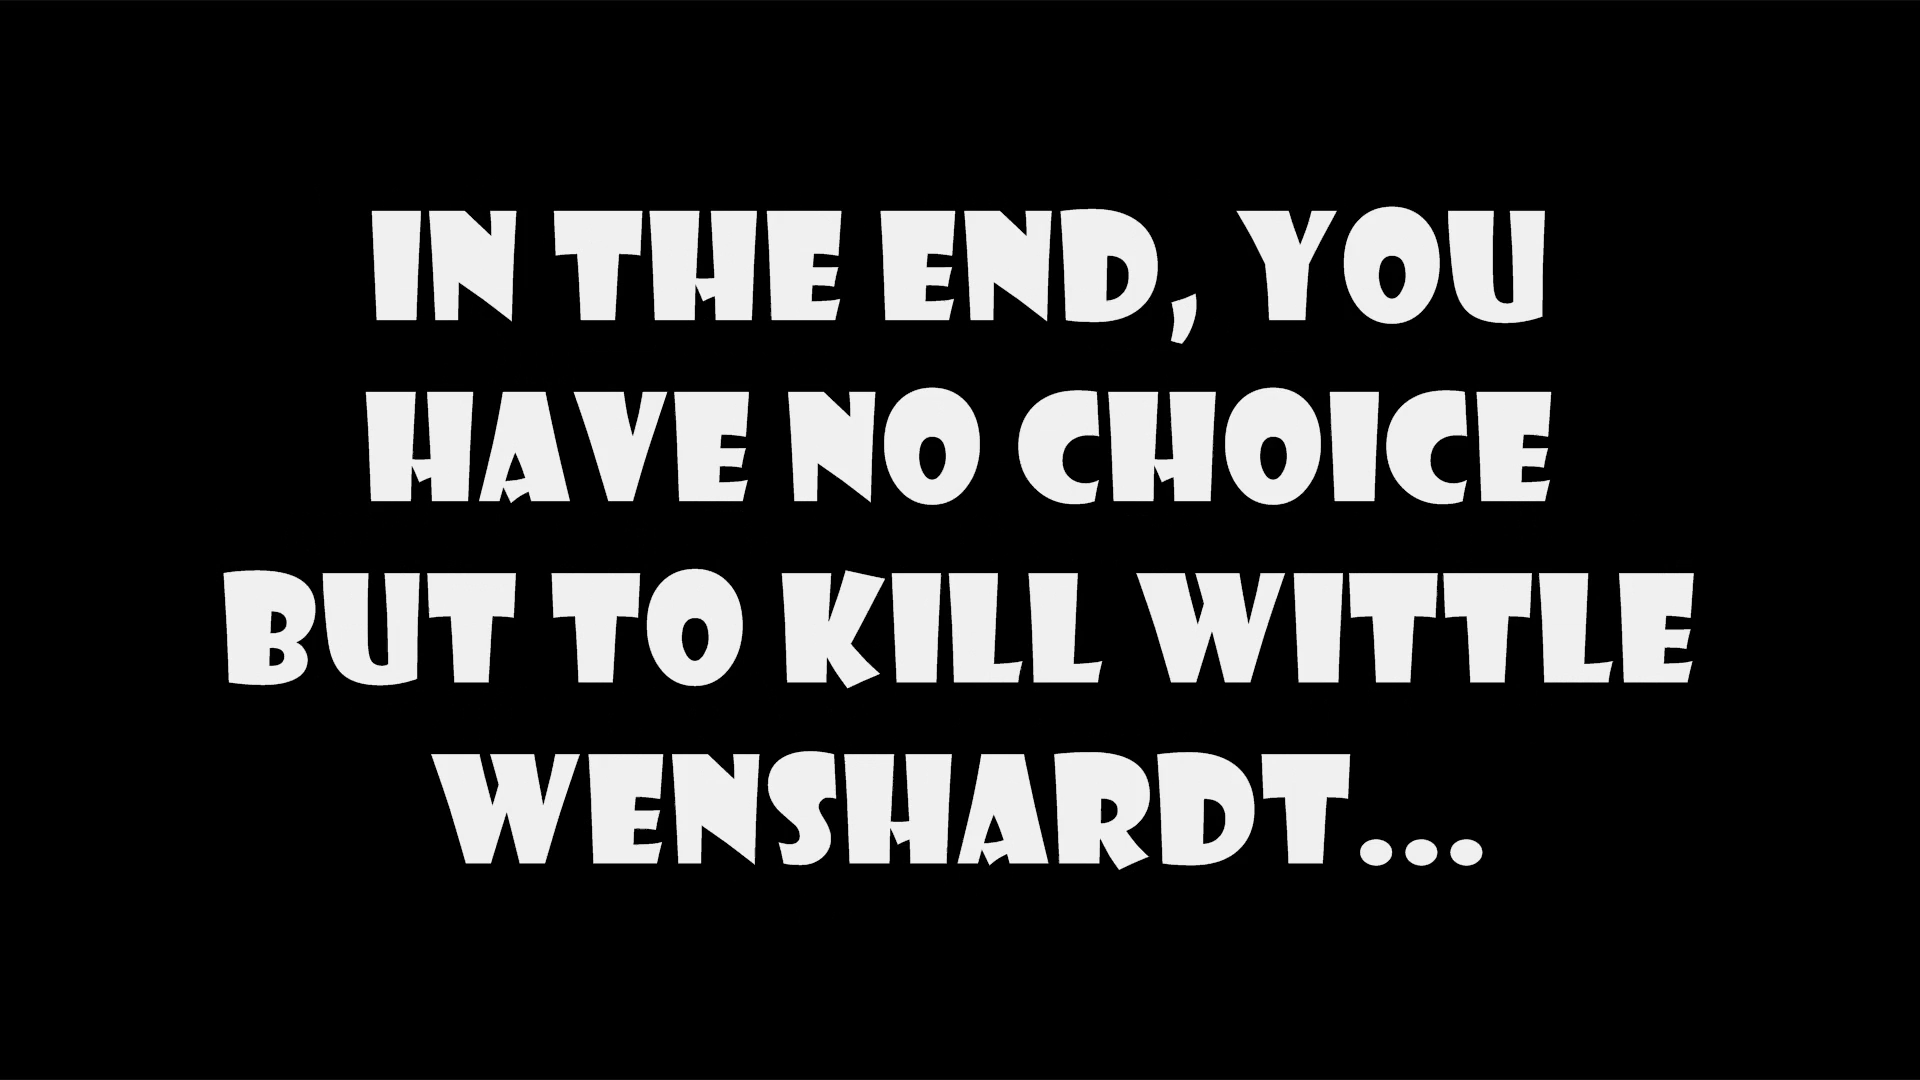 IN THE END, YOU
HAVE NO CHOICE
BUT TO KILL WITTLE
WENSHARDT...